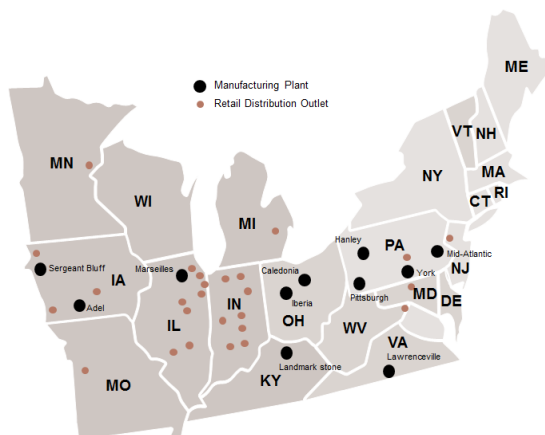 ME
Manufacturing Plant
Retail Distribution Outlet
VT
NH
MN
MA
NY
RI
CT
WI
MI
Hanley
PA
Mid-Atlantic
Sergeant Bluff
Marseilles
Caledonia
York
NJ
IA
Pittsburgh
MD
DE
Adel
IN
Iberia
IL
OH
WV
VA
Lawrenceville
Landmark stone
KY
MO